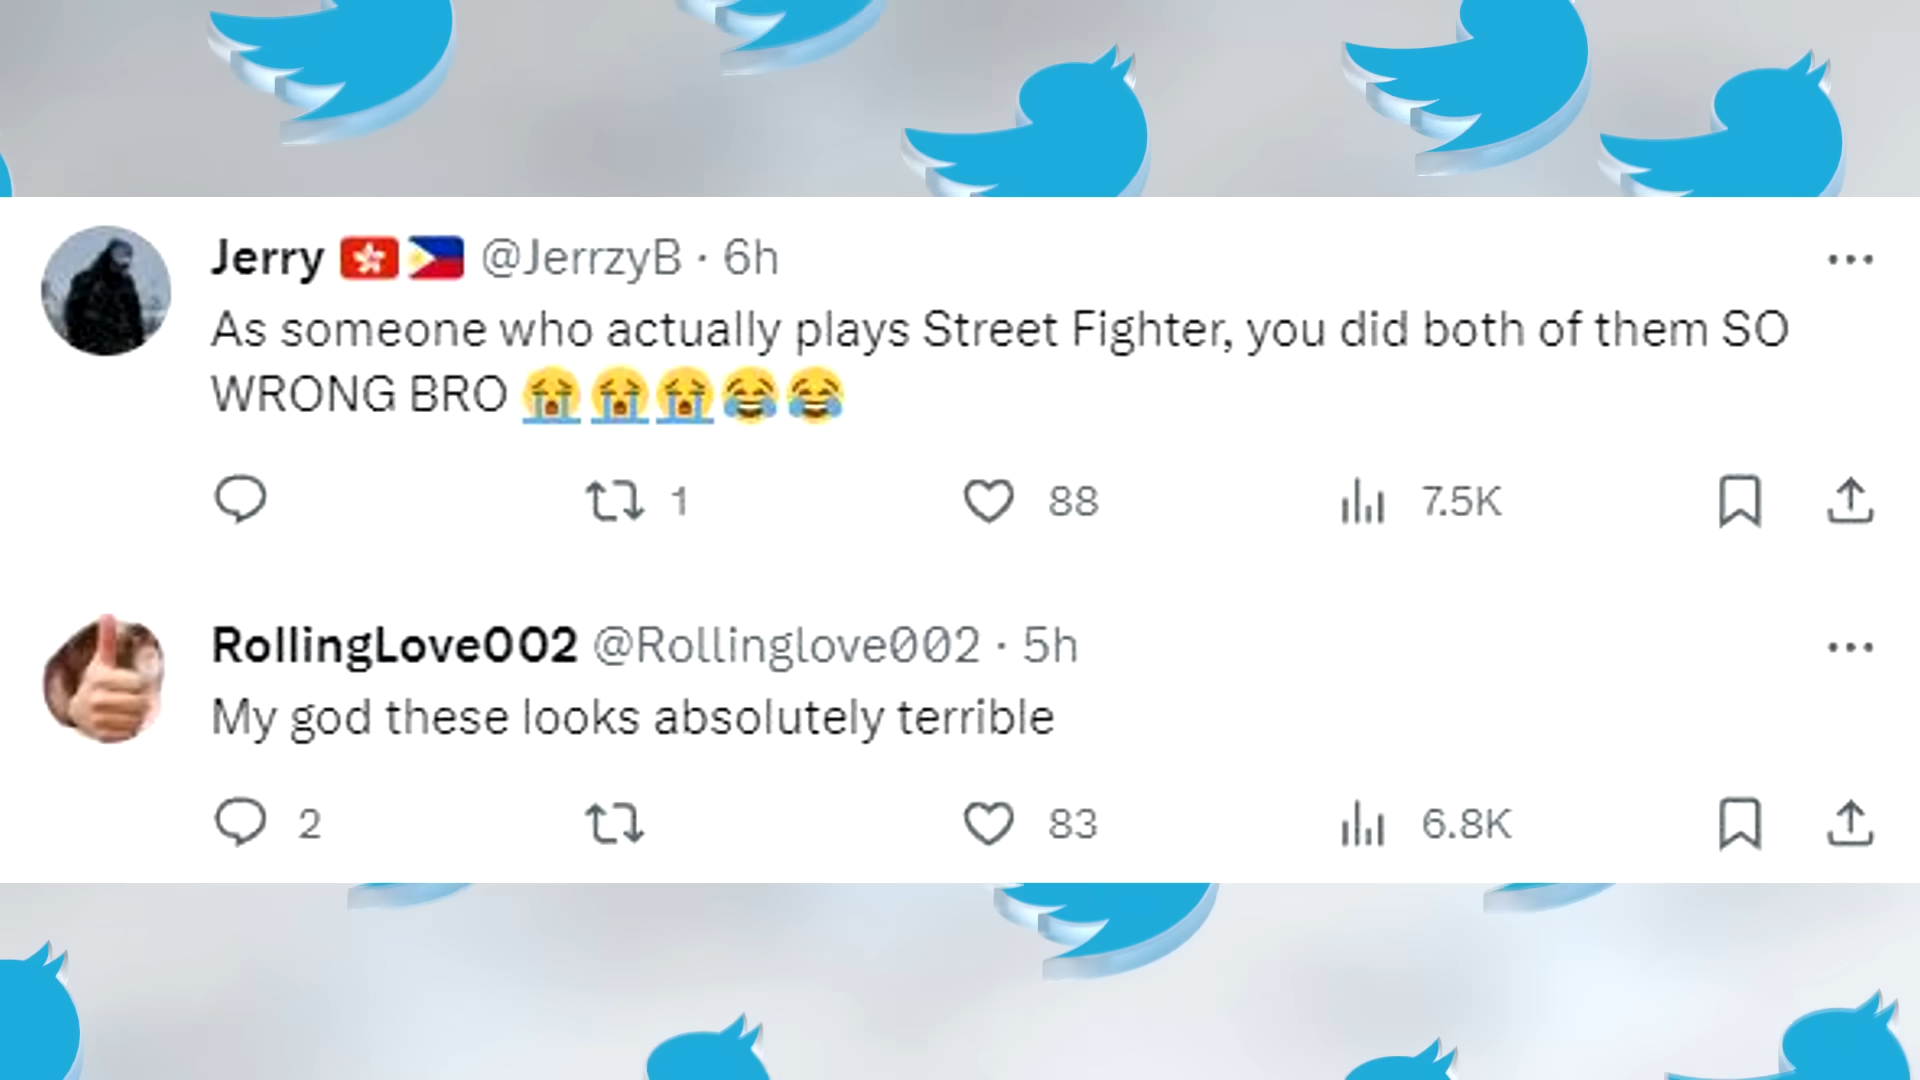 Jerry 🇭🇰🇵🇭 @JerrzyB · 6h
As someone who actually plays Street Fighter, you did both of them SO
WRONG BRO 😭😭😭😂😂
1 88 7.5K
RollingLove002 @Rollinglove002 · 5h
My god these looks absolutely terrible
2 83 6.8K